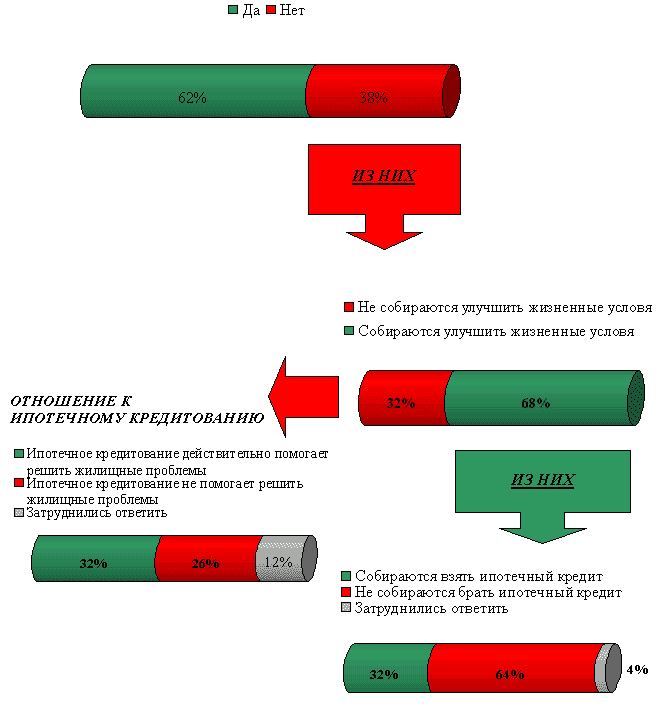 Да Нет
62% 38%
ИЗ НИХ
Не собираются улучшить жизненные условя
Собираются улучшить жизненные условя
32% 68%
ОТНОШЕНИЕ К
ИПОТЕЧНОМУ КРЕДИТОВАНИЮ
Ипотечное кредитование действительно помогает
решить жилищные проблемы
Ипотечное кредитование не помогает решить
жилищные проблемы
Затруднились ответить
32% 26% 12%
ИЗ НИХ
Собираются взять ипотечный кредит
Не собираются брать ипотечный кредит
Затруднились ответить
32% 64% 4%